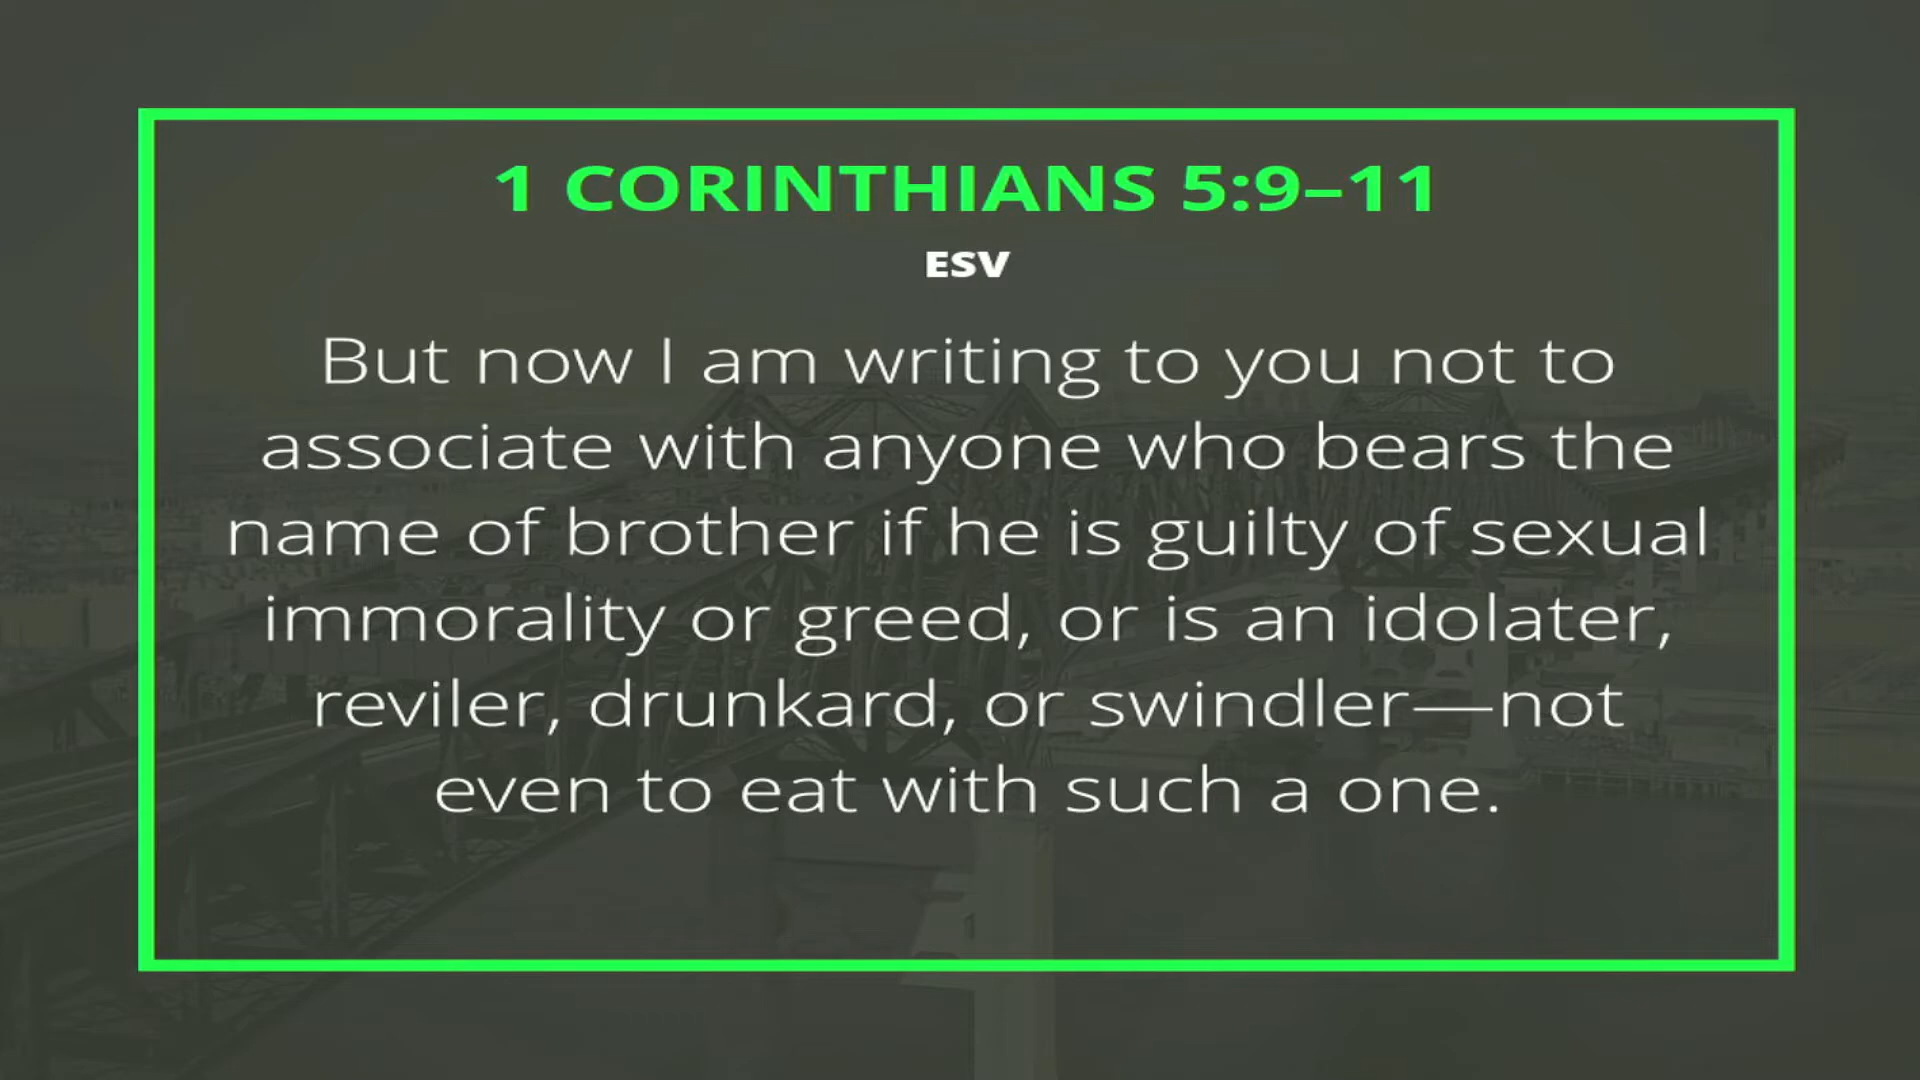 1 CORINTHIANS 5:9–11
ESV
But now I am writing to you not to
associate with anyone who bears the
name of brother if he is guilty of sexual
immorality or greed, or is an idolater,
reviler, drunkard, or swindler—not
even to eat with such a one.